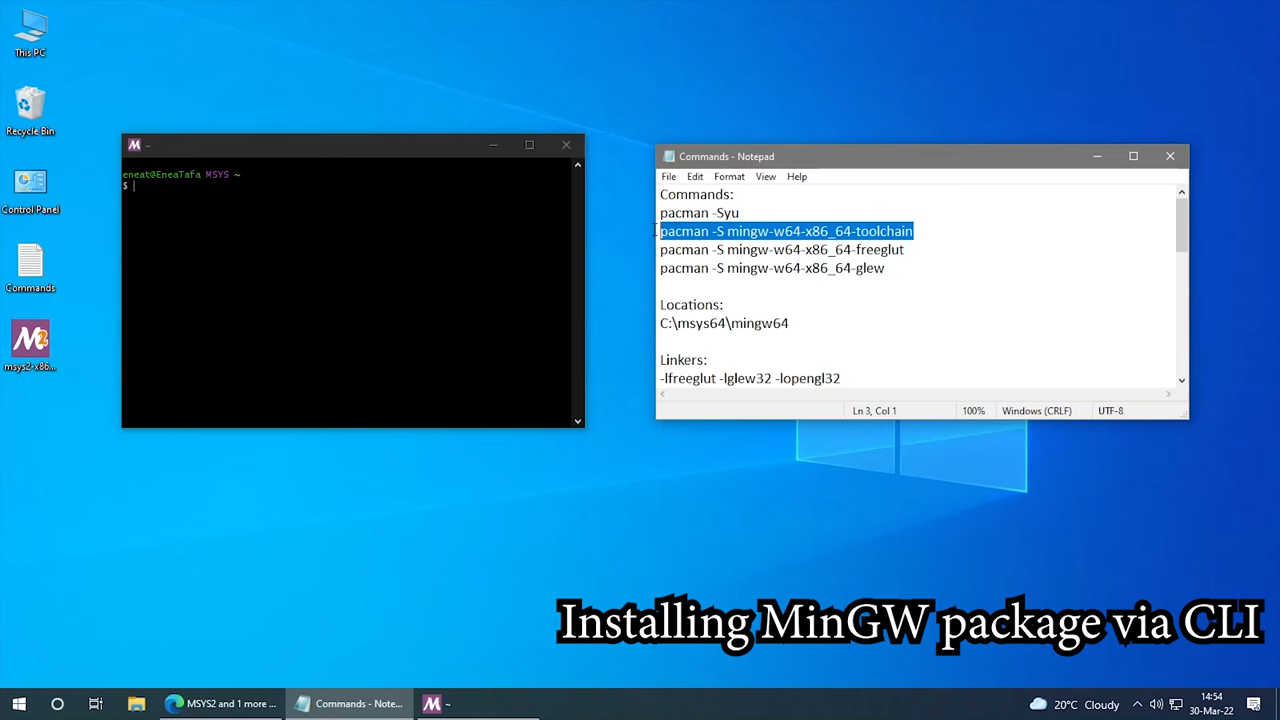 This PC
Recycle Bin
Control Panel
Commands
msys2-x86...
~
eneat@EneaTafa MSYS ~
$
Commands - Notepad
File Edit Format View Help
Commands:
pacman -Syu
pacman -S mingw-w64-x86_64-toolchain
pacman -S mingw-w64-x86_64-freeglut
pacman -S mingw-w64-x86_64-glew
Locations:
C:\msys64\mingw64
Linkers:
-lfreeglut -lglew32 -lopengl32
Ln 3, Col 1 100% Windows (CRLF) UTF-8
Installing MinGW package via CLI
MSYS2 and 1 more ... Commands - Note... ~ 20°C Cloudy 14:54
30-Mar-22